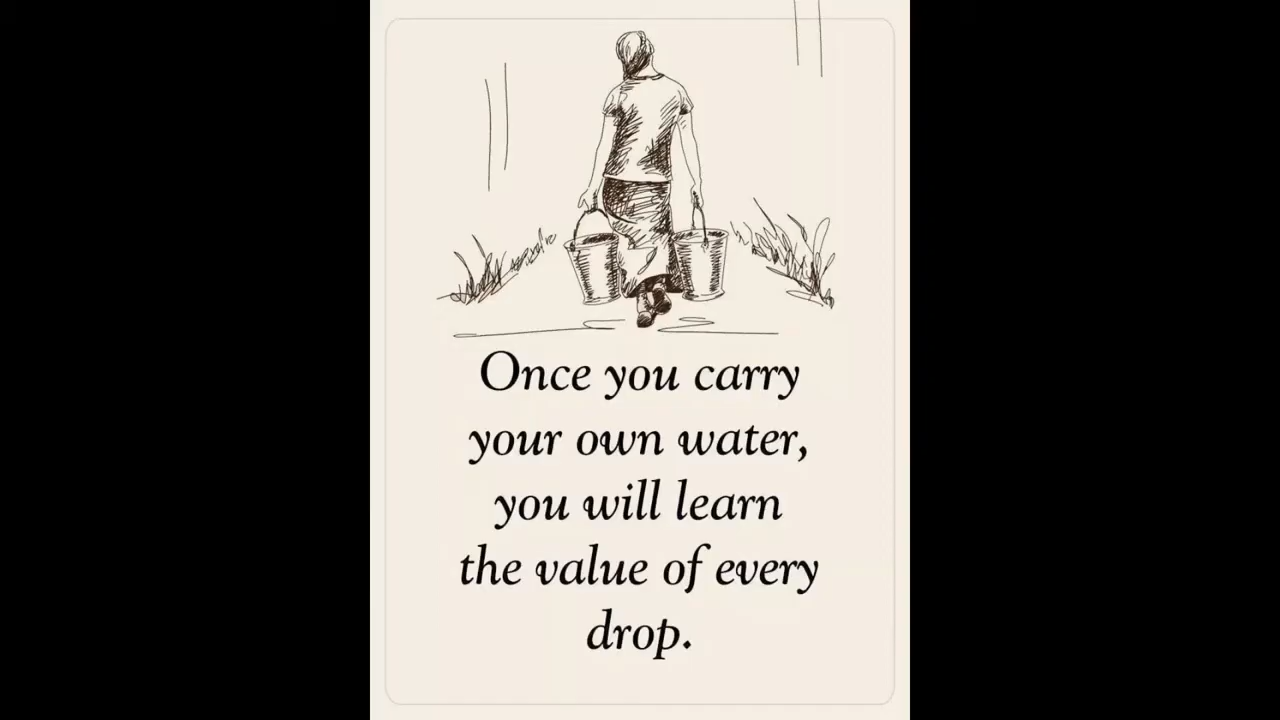 Once you carry
your own water,
you will learn
the value of every
drop.